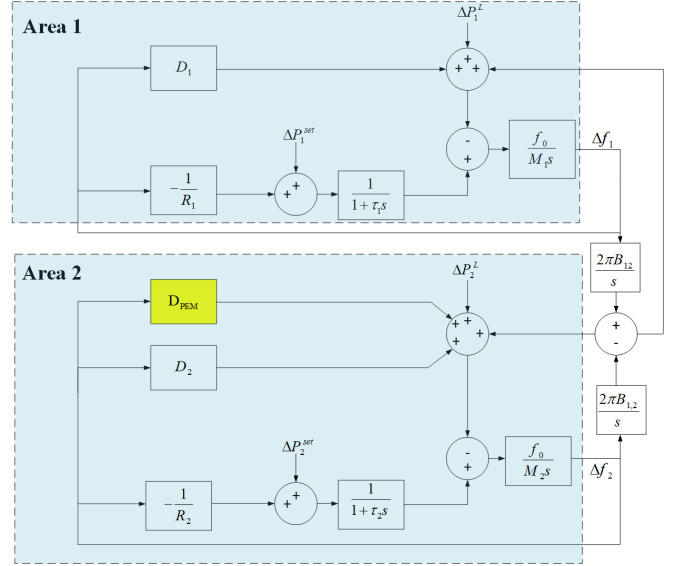 Area 1
ΔP₁ᴸ
D₁
+ + +
ΔP₁ˢᵉᵗ
-
+
f₀
M₁s
Δf₁
-1
R₁
+ +
1
1+τ₁s
2πB₁₂
s
Area 2
ΔP₂ᴸ
D_PEM
+ + + + +
+
-
D₂
2πB₁,₂
s
ΔP₂ˢᵉᵗ
-
+
f₀
M₂s
Δf₂
-1
R₂
+ +
1
1+τ₂s